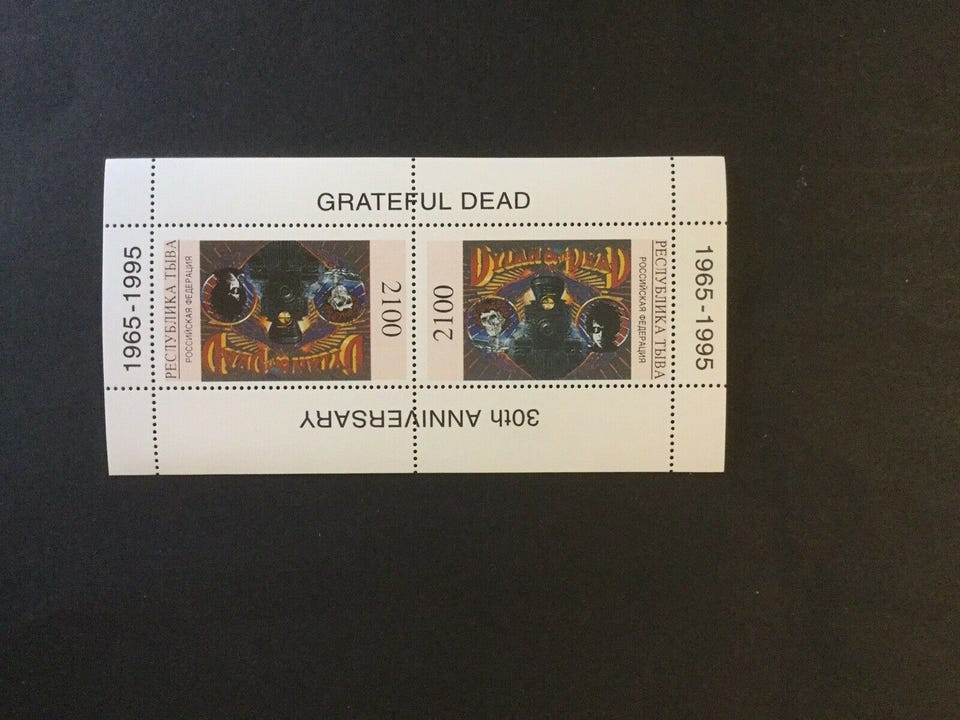 GRATEFUL DEAD
1965-1995
РЕСПУБЛИКА ТЫВА
РОССИЙСКАЯ ФЕДЕРАЦИЯ
DYLAN & THE DEAD
2100
2100
DYLAN & THE DEAD
РОССИЙСКАЯ ФЕДЕРАЦИЯ
РЕСПУБЛИКА ТЫВА
1965-1995
30th ANNIVERSARY